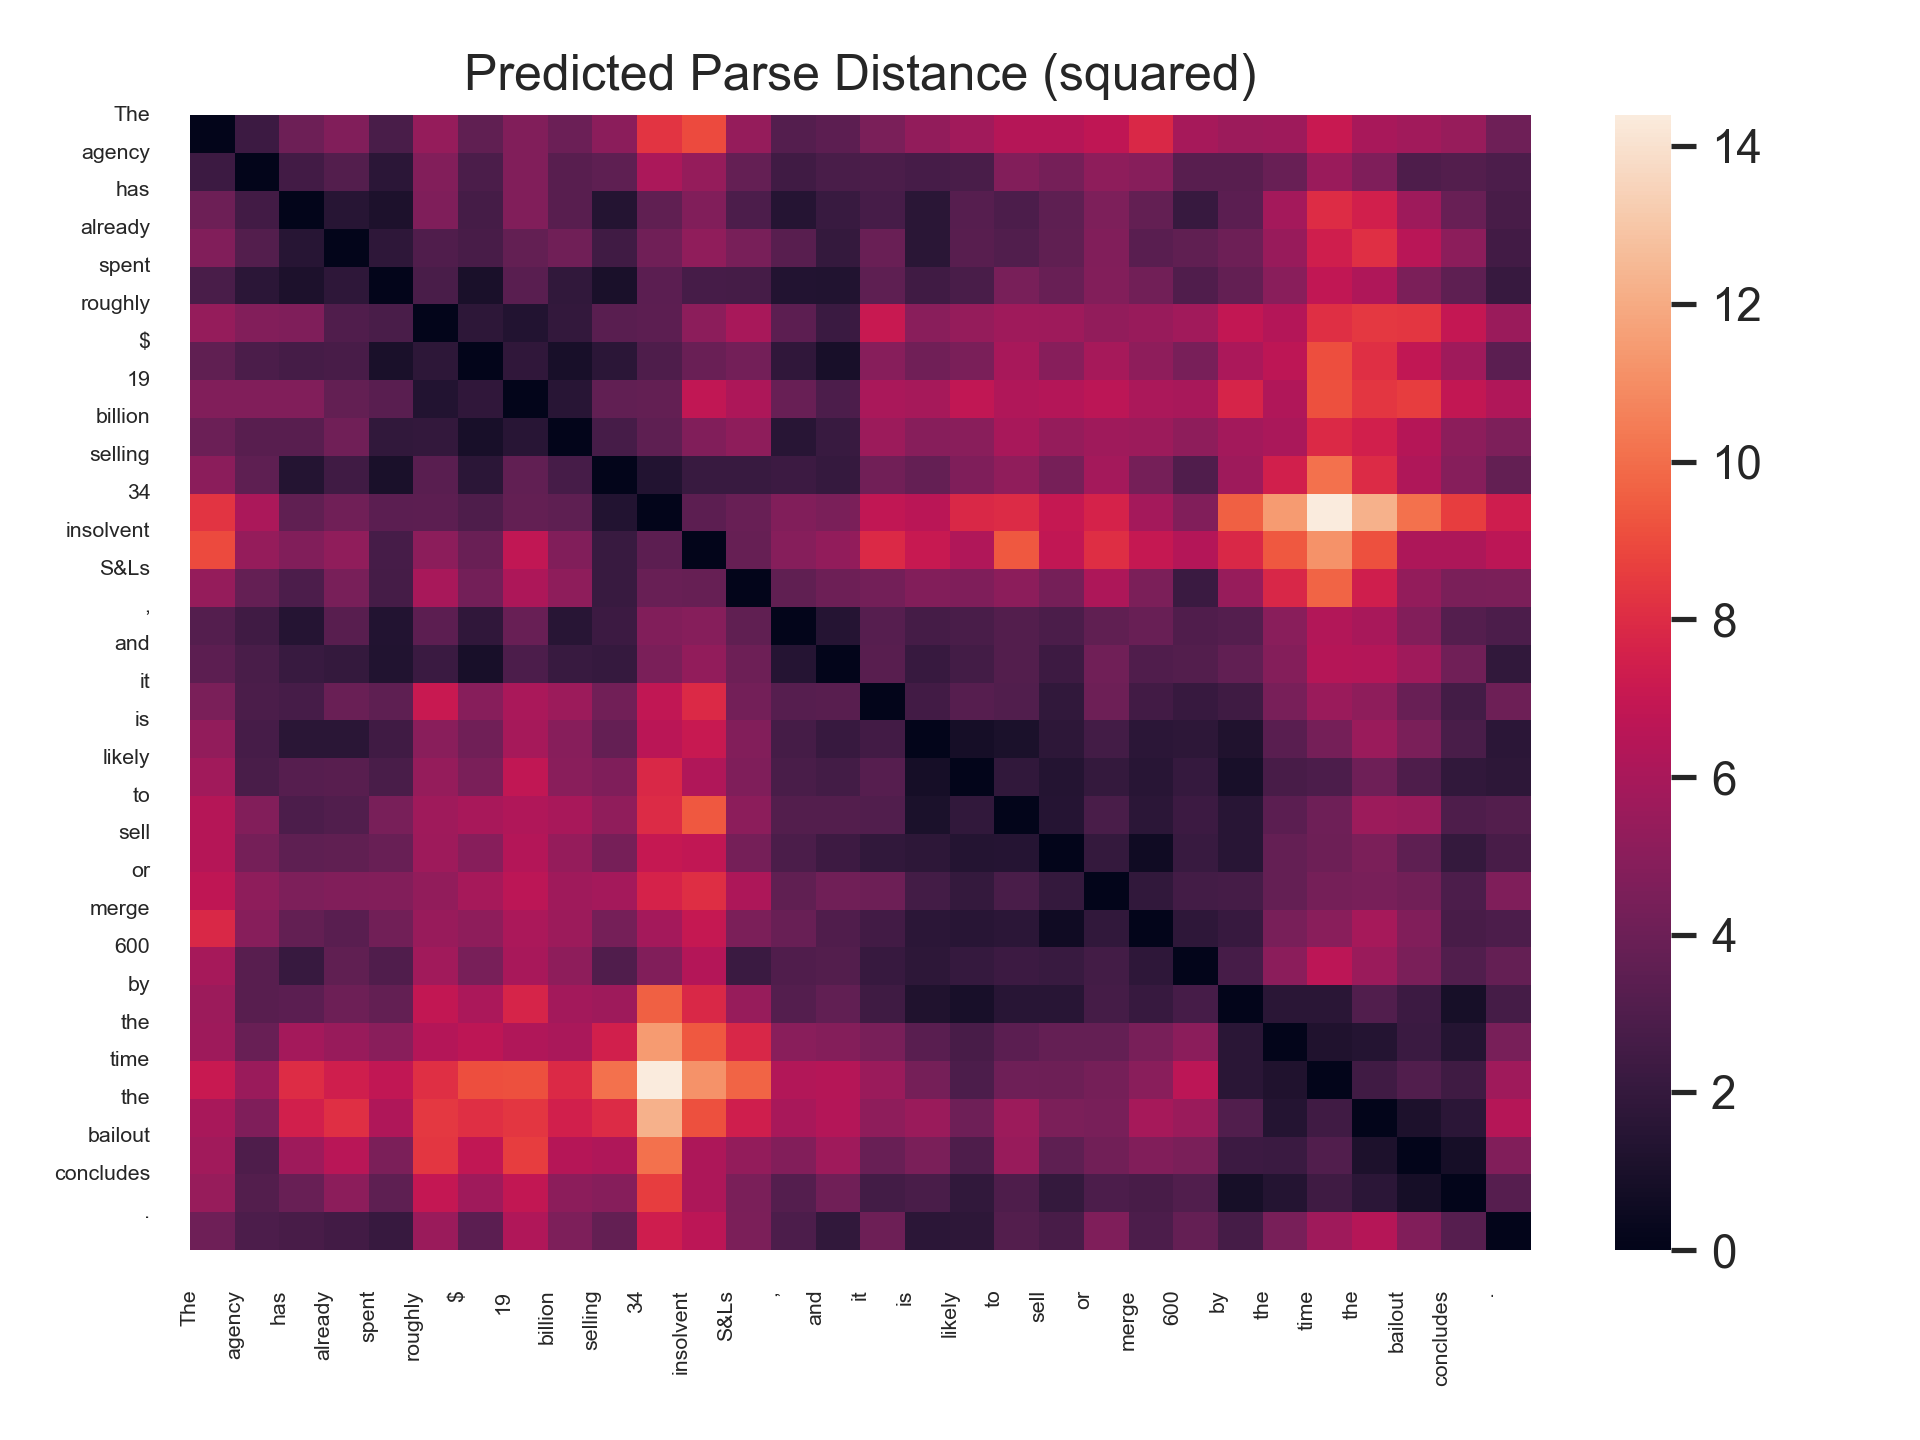 Predicted Parse Distance (squared)
The
agency
has
already
spent
roughly
$
19
billion
selling
34
insolvent
S&Ls
,
and
it
is
likely
to
sell
or
merge
600
by
the
time
the
bailout
concludes
.
The
agency
has
already
spent
roughly
$
19
billion
selling
34
insolvent
S&Ls
,
and
it
is
likely
to
sell
or
merge
600
by
the
time
the
bailout
concludes
.
14
12
10
8
6
4
2
0